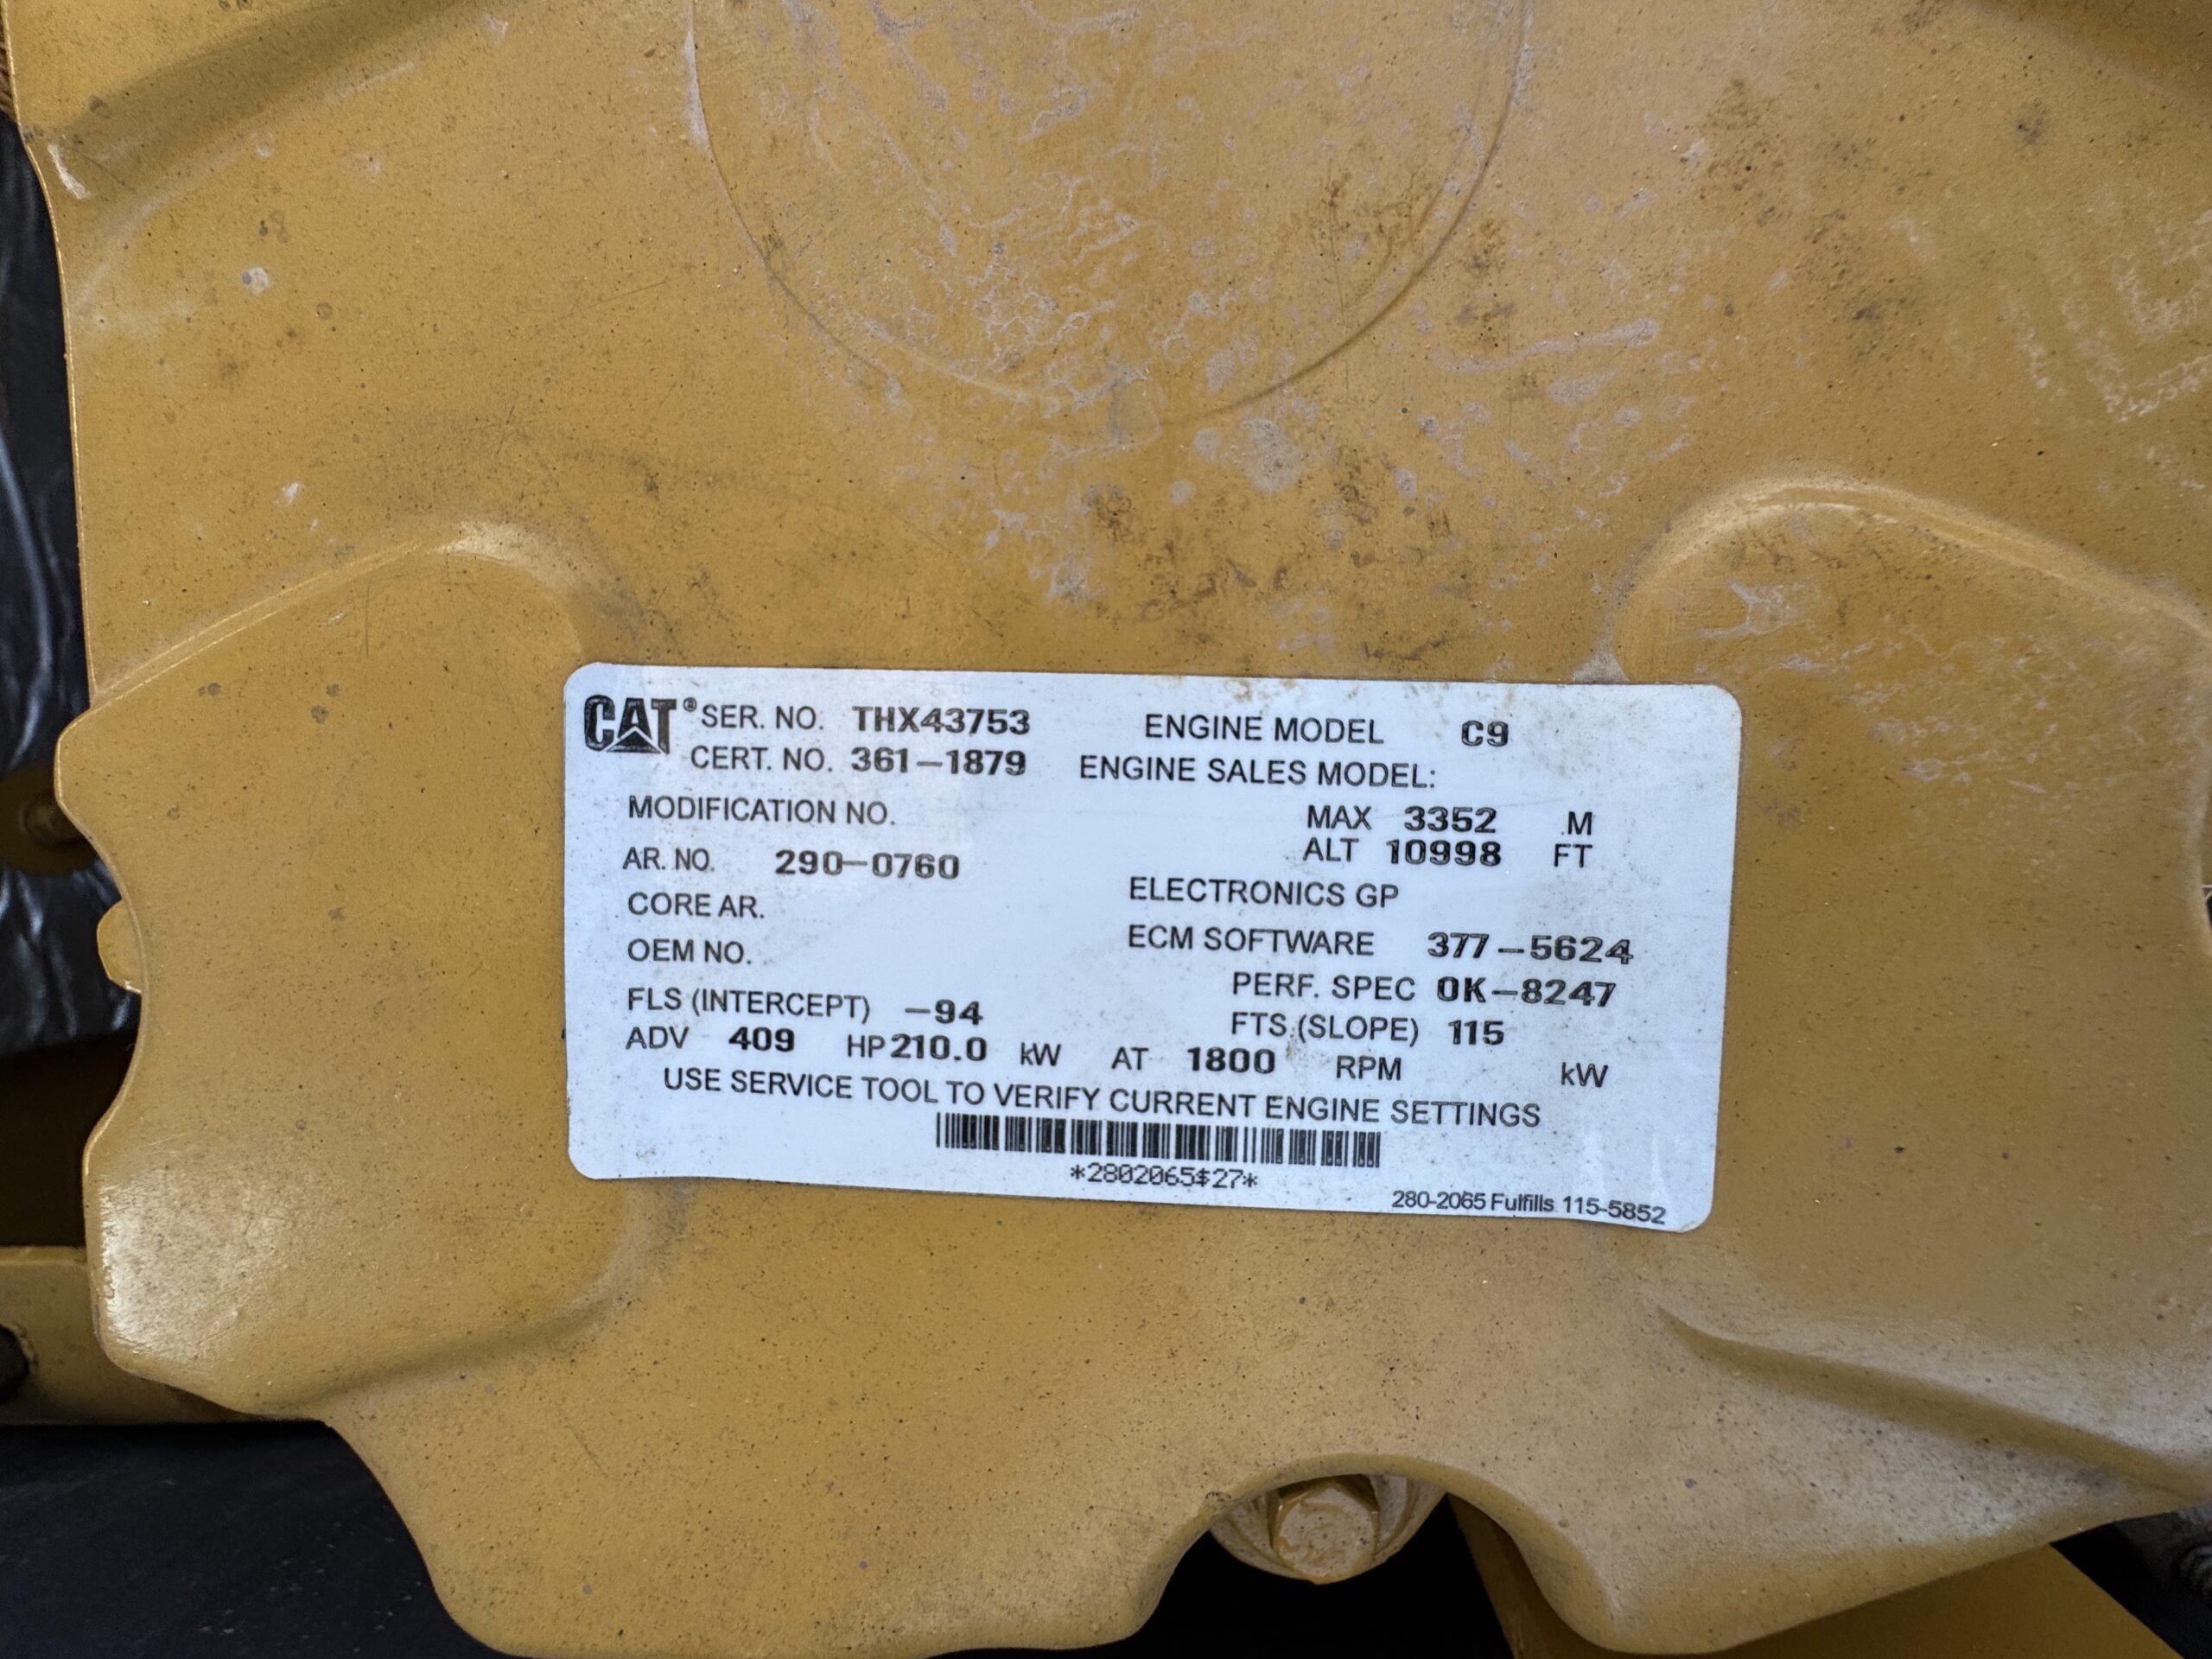 CAT® SER. NO. THX43753 ENGINE MODEL C9
CERT. NO. 361-1879 ENGINE SALES MODEL:
MODIFICATION NO. MAX 3352 M
ALT 10998 FT
AR. NO. 290-0760
ELECTRONICS GP
CORE AR.
ECM SOFTWARE 377-5624
OEM NO.
PERF. SPEC 0K-8247
FLS (INTERCEPT) -94 FTS (SLOPE) 115
ADV 409 HP 210.0 kW AT 1800 RPM kW
USE SERVICE TOOL TO VERIFY CURRENT ENGINE SETTINGS
*2802065$27*
280-2065 Fulfills 115-5852